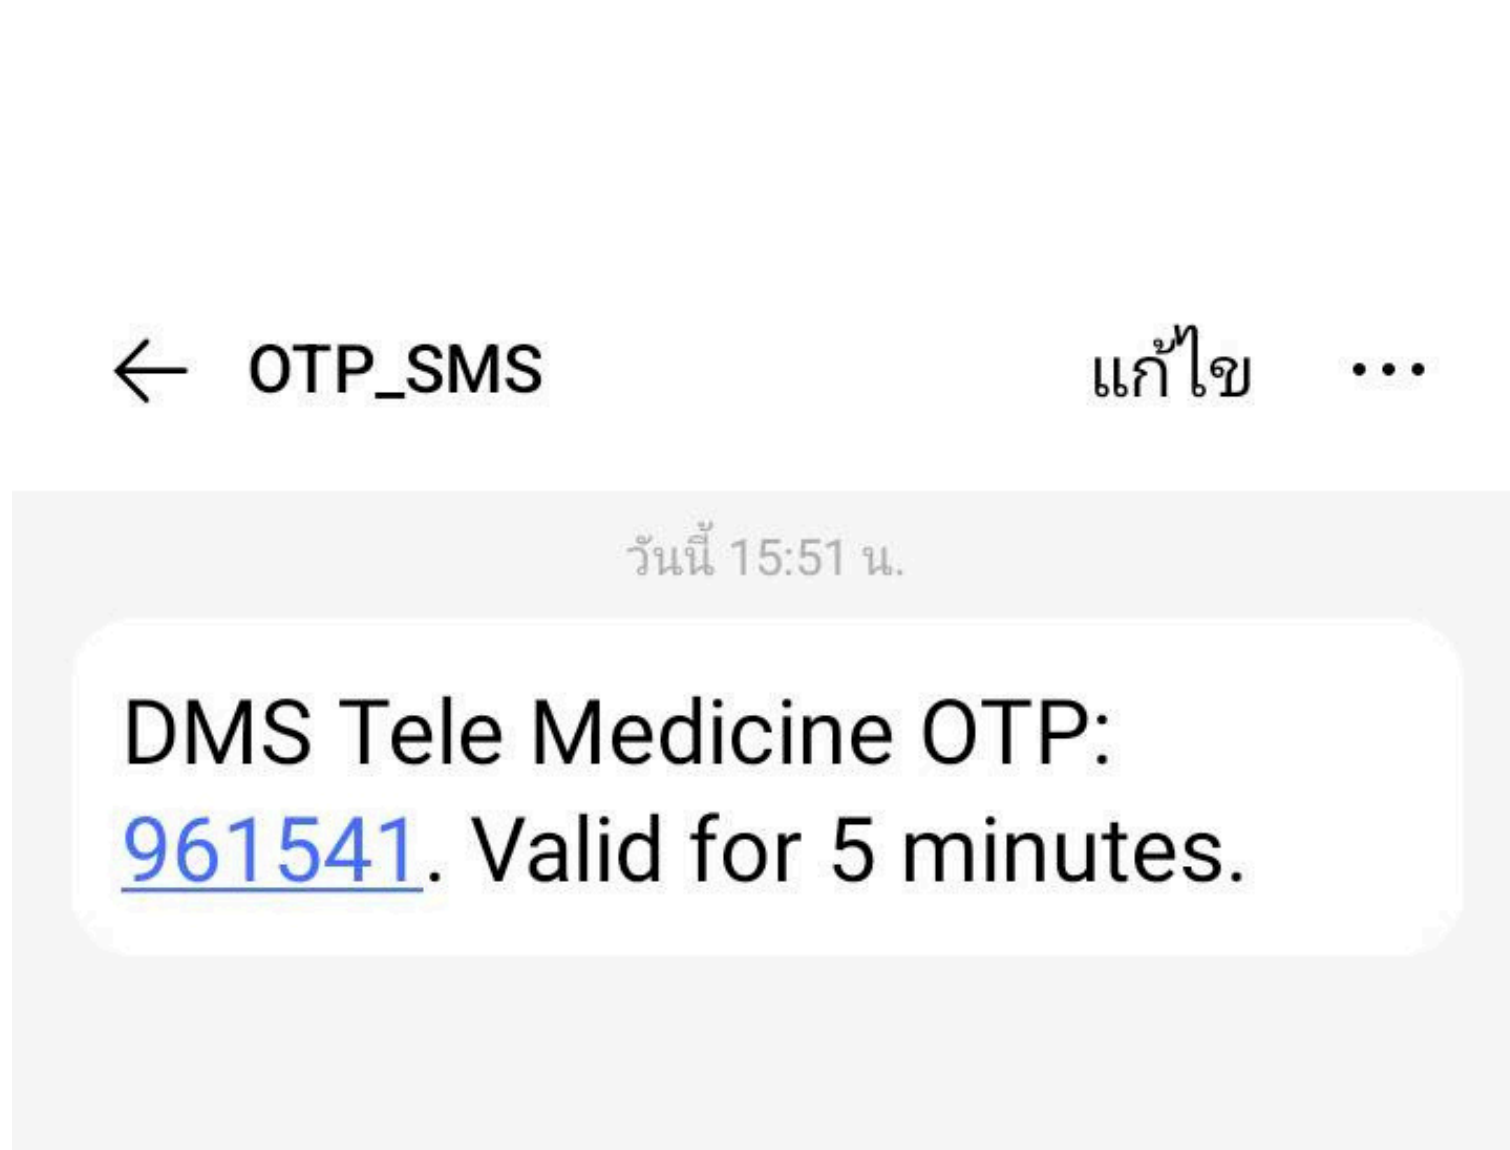 OTP_SMS แก้ไข
วันนี้ 15:51 น.
DMS Tele Medicine OTP:
961541. Valid for 5 minutes.